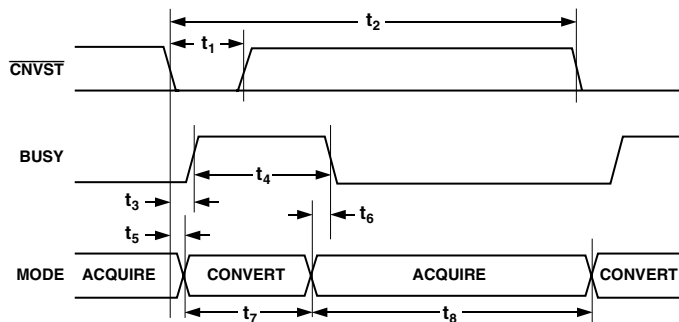 t2
t1
CNVST
BUSY
t4
t3
t6
t5
MODE ACQUIRE CONVERT ACQUIRE CONVERT
t7 t8